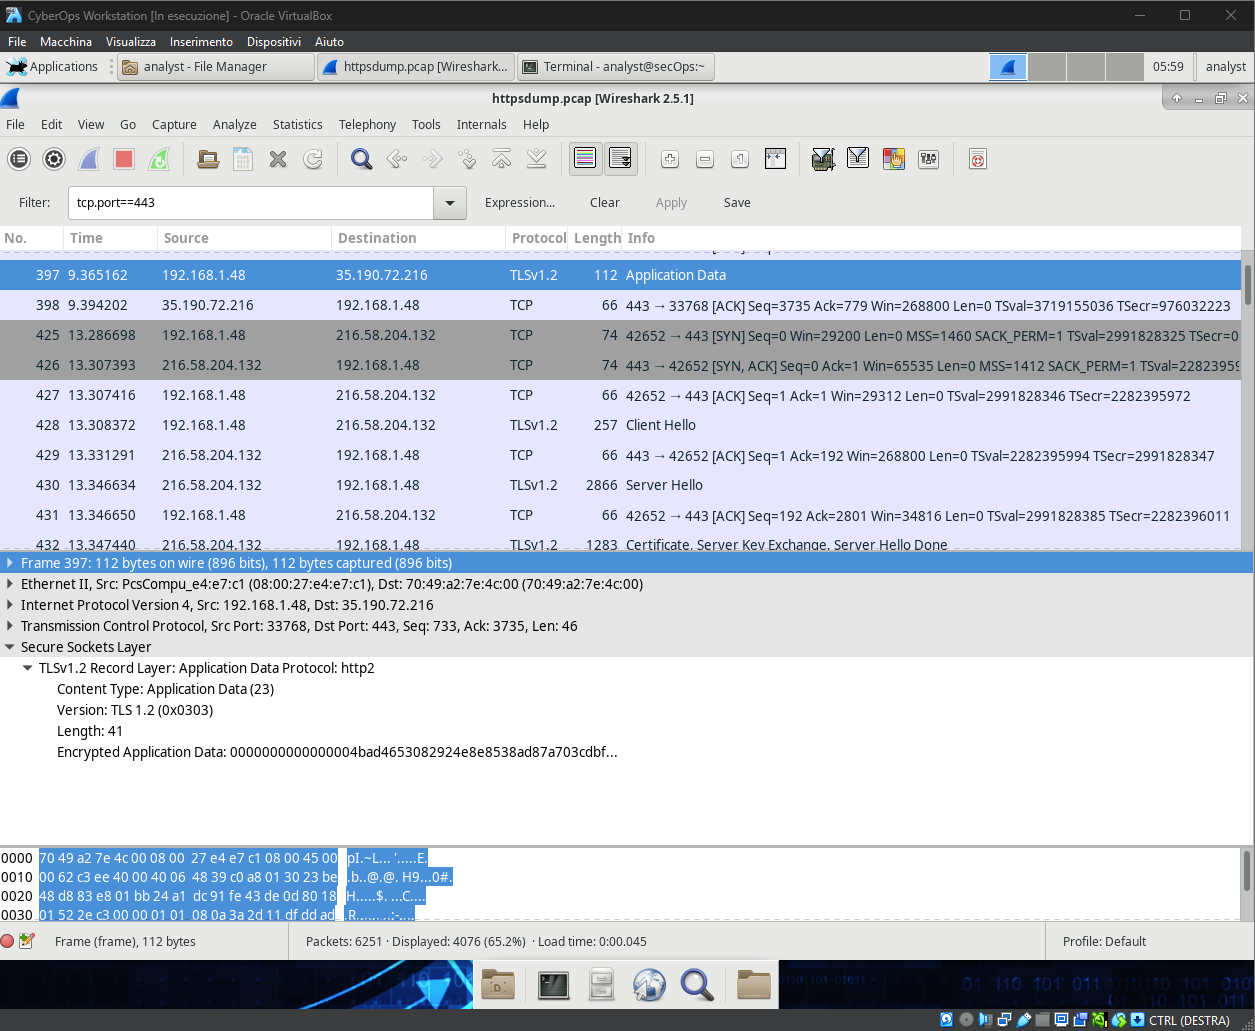 CyberOps Workstation [In esecuzione] - Oracle VirtualBox
File Macchina Visualizza Inserimento Dispositivi Aiuto
Applications analyst - File Manager httpsdump.pcap [Wireshark... Terminal - analyst@secOps:~ 05:59 analyst
httpsdump.pcap [Wireshark 2.5.1]
File Edit View Go Capture Analyze Statistics Telephony Tools Internals Help
Filter: tcp.port==443 Expression... Clear Apply Save
No. Time Source Destination Protocol Length Info
397 9.365162 192.168.1.48 35.190.72.216 TLSv1.2 112 Application Data
398 9.394202 35.190.72.216 192.168.1.48 TCP 66 443 → 33768 [ACK] Seq=3735 Ack=779 Win=268800 Len=0 TSval=3719155036 TSecr=976032223
425 13.286698 192.168.1.48 216.58.204.132 TCP 74 42652 → 443 [SYN] Seq=0 Win=29200 Len=0 MSS=1460 SACK_PERM=1 TSval=2991828325 TSecr=0
426 13.307393 216.58.204.132 192.168.1.48 TCP 74 443 → 42652 [SYN, ACK] Seq=0 Ack=1 Win=65535 Len=0 MSS=1412 SACK_PERM=1 TSval=22823959
427 13.307416 192.168.1.48 216.58.204.132 TCP 66 42652 → 443 [ACK] Seq=1 Ack=1 Win=29312 Len=0 TSval=2991828346 TSecr=2282395972
428 13.308372 192.168.1.48 216.58.204.132 TLSv1.2 257 Client Hello
429 13.331291 216.58.204.132 192.168.1.48 TCP 66 443 → 42652 [ACK] Seq=1 Ack=192 Win=268800 Len=0 TSval=2282395994 TSecr=2991828347
430 13.346634 216.58.204.132 192.168.1.48 TLSv1.2 2866 Server Hello
431 13.346650 192.168.1.48 216.58.204.132 TCP 66 42652 → 443 [ACK] Seq=192 Ack=2801 Win=34816 Len=0 TSval=2991828385 TSecr=2282396011
432 13.347440 216.58.204.132 192.168.1.48 TLSv1.2 1283 Certificate, Server Key Exchange, Server Hello Done
Frame 397: 112 bytes on wire (896 bits), 112 bytes captured (896 bits)
Ethernet II, Src: PcsCompu_e4:e7:c1 (08:00:27:e4:e7:c1), Dst: 70:49:a2:7e:4c:00 (70:49:a2:7e:4c:00)
Internet Protocol Version 4, Src: 192.168.1.48, Dst: 35.190.72.216
Transmission Control Protocol, Src Port: 33768, Dst Port: 443, Seq: 733, Ack: 3735, Len: 46
Secure Sockets Layer
TLSv1.2 Record Layer: Application Data Protocol: http2
Content Type: Application Data (23)
Version: TLS 1.2 (0x0303)
Length: 41
Encrypted Application Data: 0000000000000004bad4653082924e8e8538ad87a703cdbf...
0000 70 49 a2 7e 4c 00 08 00 27 e4 e7 c1 08 00 45 00 pI.~L... '.....E.
0010 00 62 c3 ee 40 00 40 06 48 39 c0 a8 01 30 23 be .b..@.@. H9...0#.
0020 48 d8 83 e8 01 bb 24 a1 dc 91 fe 43 de 0d 80 18 H.....$. ...C....
0030 01 52 2e c3 00 00 01 01 08 0a 3a 2d 11 df dd ad .R...... ..:-....
Frame (frame), 112 bytes Packets: 6251 · Displayed: 4076 (65.2%) · Load time: 0:00.045 Profile: Default
CTRL (DESTRA)